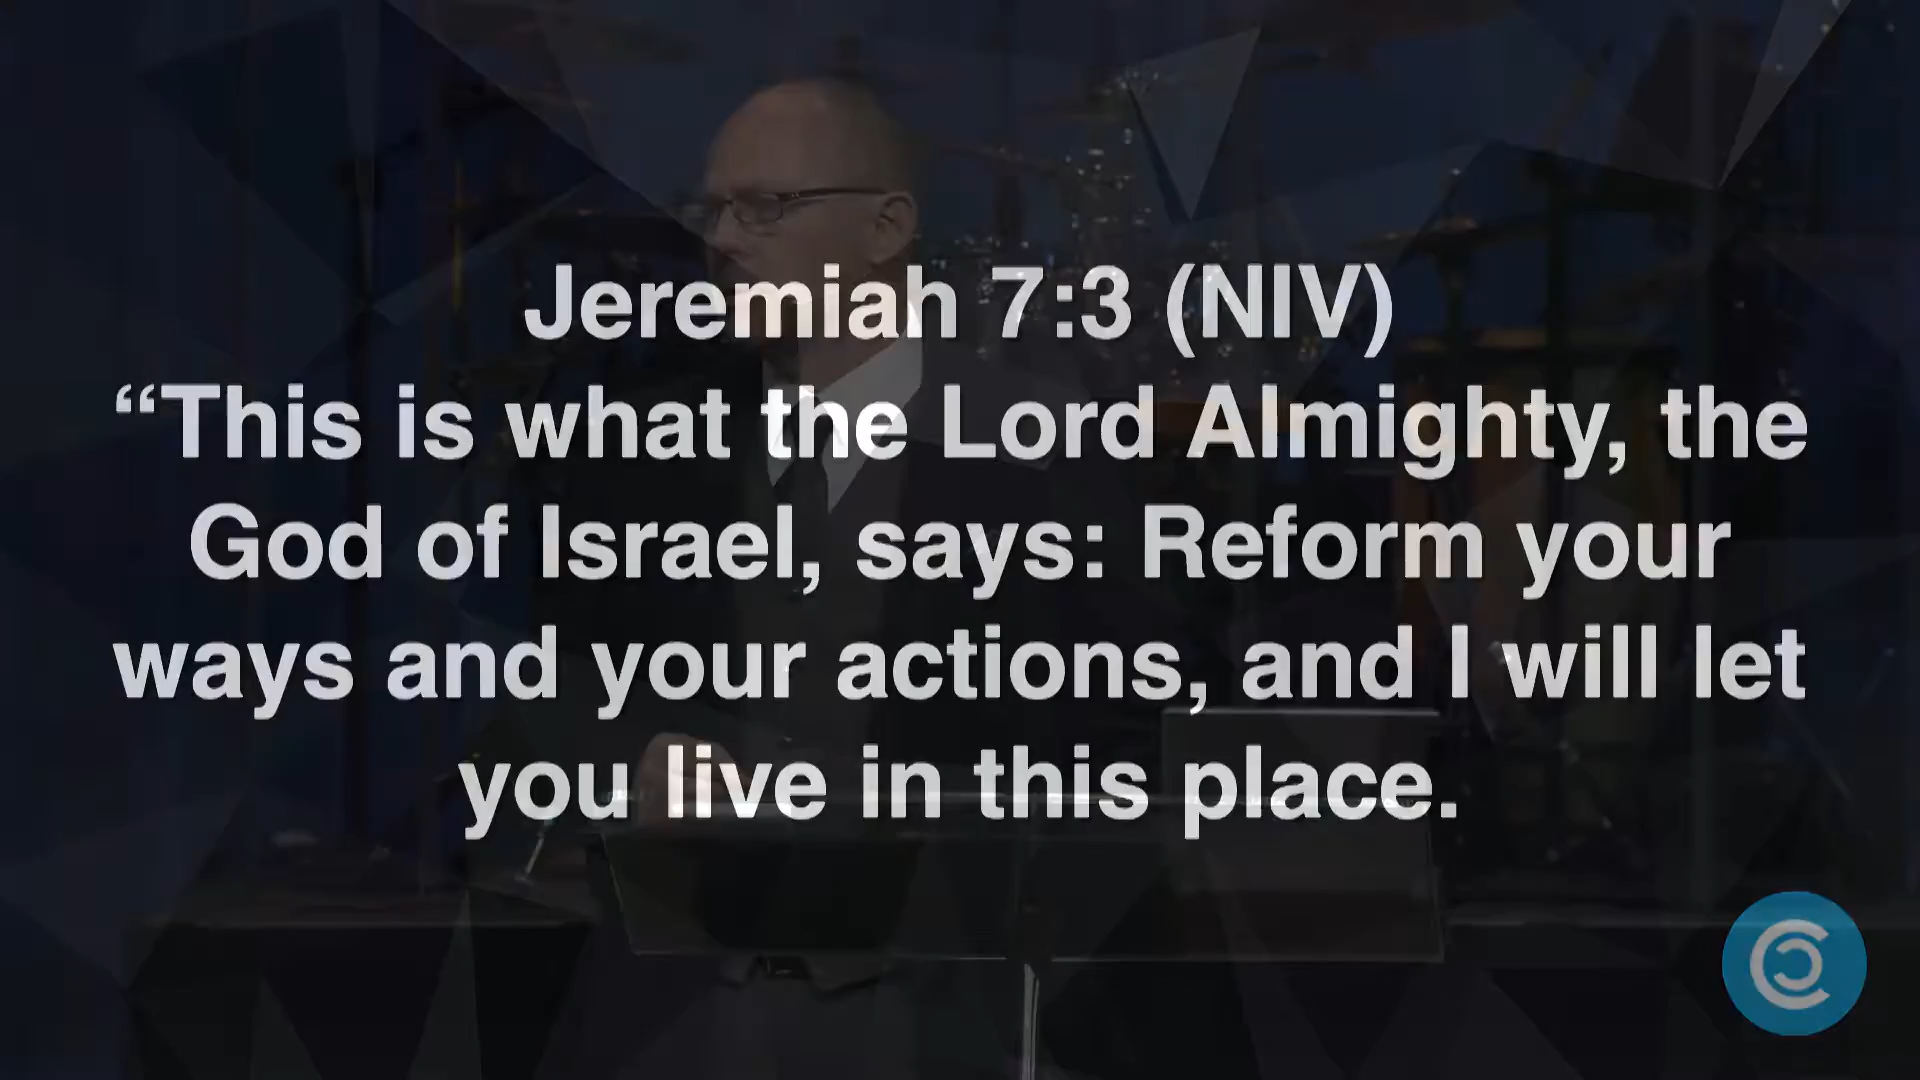 Jeremiah 7:3 (NIV)
“This is what the Lord Almighty, the
God of Israel, says: Reform your
ways and your actions, and I will let
you live in this place.